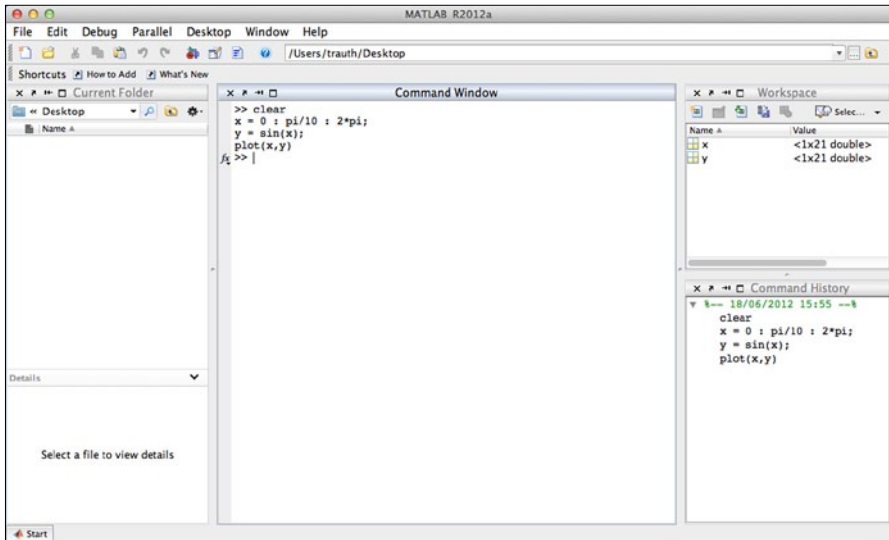 MATLAB R2012a
File Edit Debug Parallel Desktop Window Help
/Users/trauth/Desktop
Shortcuts How to Add What's New
Current Folder
« Desktop
Name
Details
Select a file to view details
Start
Command Window
>> clear
x = 0 : pi/10 : 2*pi;
y = sin(x);
plot(x,y)
fx >>
Workspace
Selec...
Name Value
x <1x21 double>
y <1x21 double>
Command History
%-- 18/06/2012 15:55 --%
clear
x = 0 : pi/10 : 2*pi;
y = sin(x);
plot(x,y)